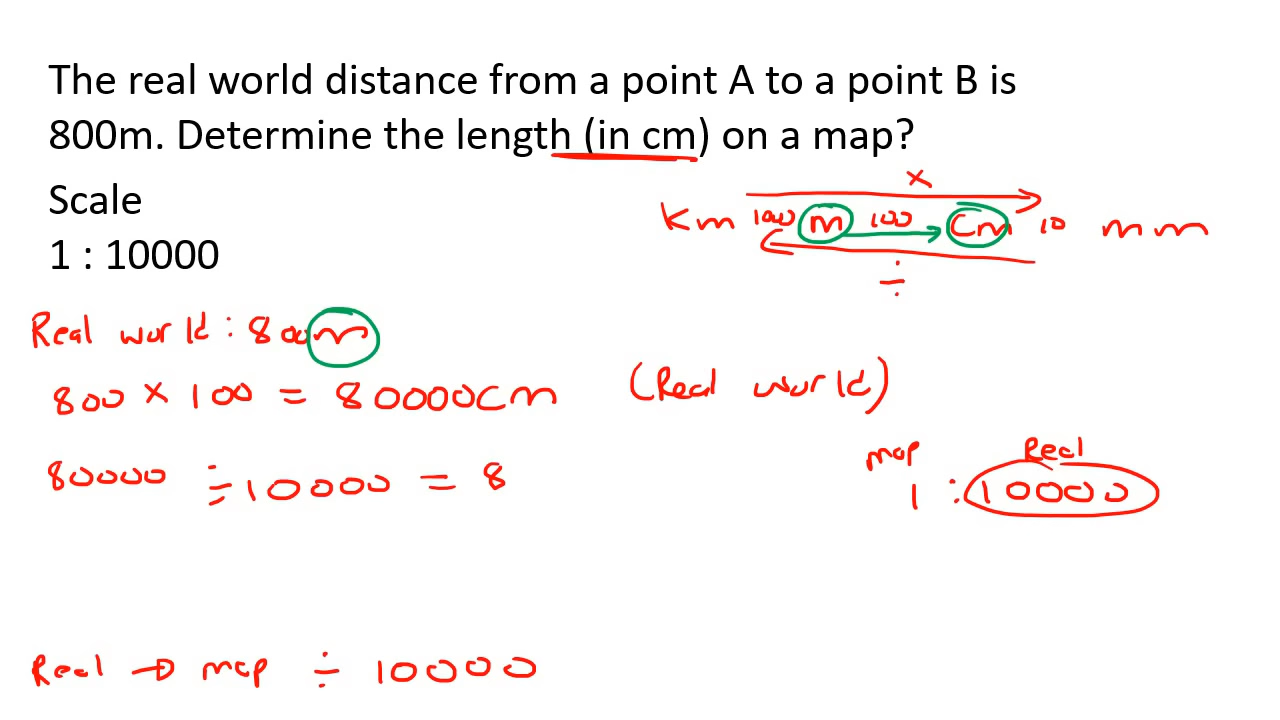 The real world distance from a point A to a point B is
800m. Determine the length (in cm) on a map?
Scale
1 : 10000
×
km 1000 m 100 cm 10 mm
÷
Real world : 800m
800 × 100 = 80000cm (Real world)
80000 ÷ 10000 = 8
map Real
1 : 10000
Real → map ÷ 10000